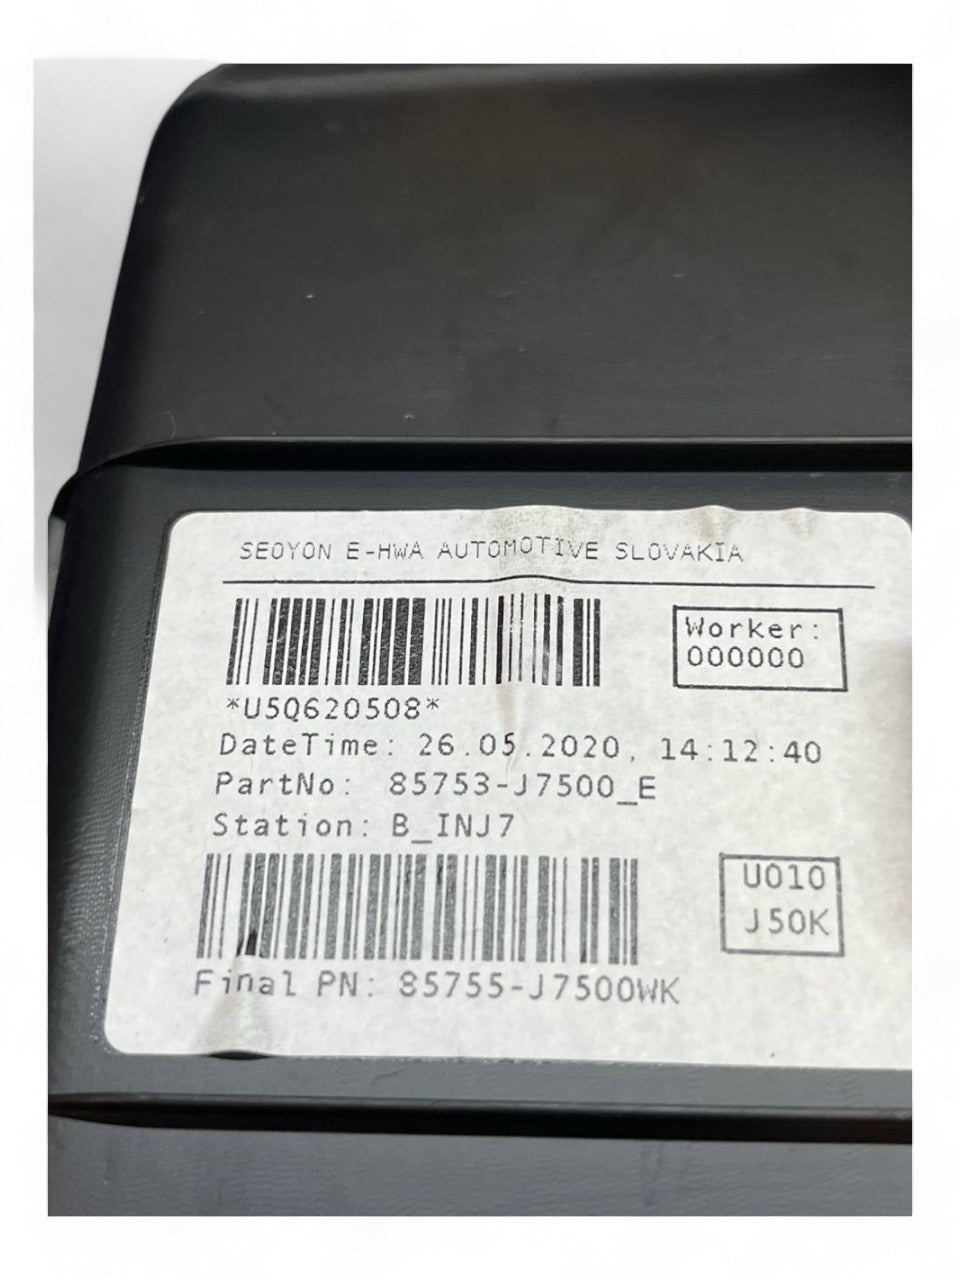 SEOYON E-HWA AUTOMOTIVE SLOVAKIA
Worker:
000000
*U5Q620508*
DateTime: 26.05.2020, 14:12:40
PartNo: 85753-J7500_E
Station: B_INJ7
U010
J50K
Final PN: 85755-J7500WK